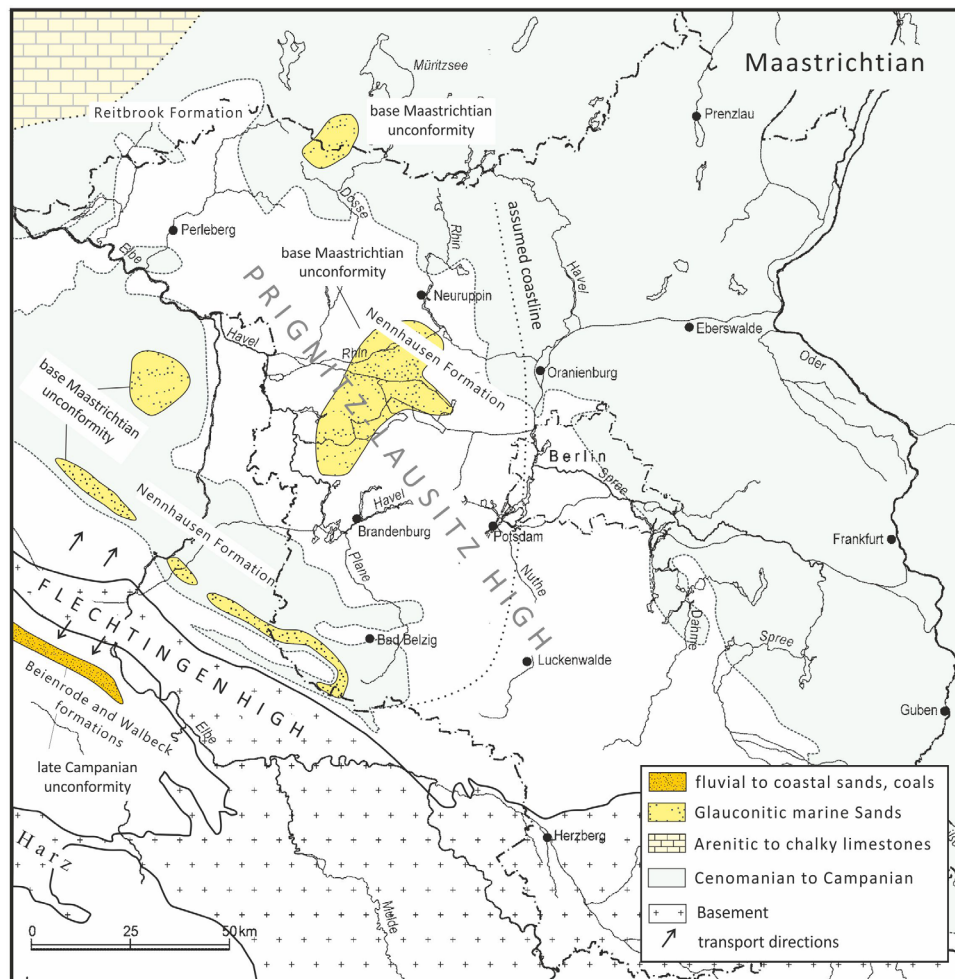 Maastrichtian
Müritzsee
Prenzlau
Reitbrook Formation
base Maastrichtian
unconformity
Dosse
Rhin
Perleberg
Elbe
assumed coastline
Havel
base Maastrichtian
unconformity
Neuruppin
PRIGNITZ LAUSITZ HIGH
Nennhausen Formation
Havel
Rhin
Eberswalde
Oder
Oranienburg
base Maastrichtian
unconformity
Berlin
Spree
Nennhausen Formation
Havel
Brandenburg
Potsdam
Frankfurt
Plane
Nuthe
FLECHTINGEN HIGH
Bad Belzig
Dahme
Spree
Luckenwalde
Guben
Beienrode and Walbeck
formations
Elbe
late Campanian
unconformity
Harz
Herzberg
Mulde
0 25 50 km
fluvial to coastal sands, coals
Glauconitic marine Sands
Arenitic to chalky limestones
Cenomanian to Campanian
Basement
transport directions